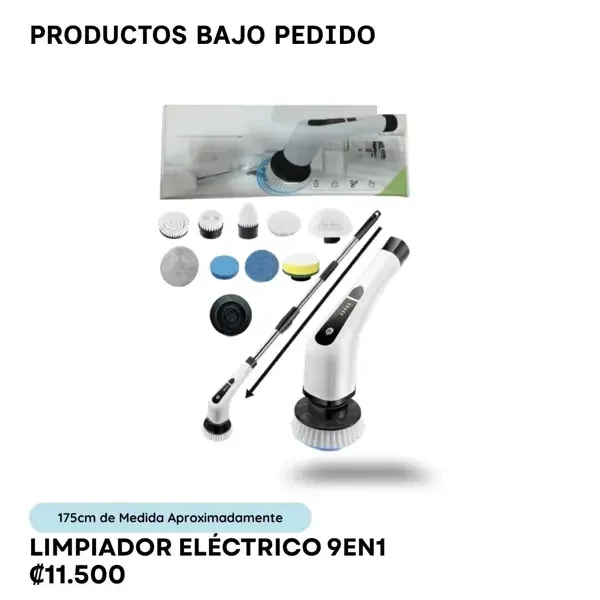 PRODUCTOS BAJO PEDIDO
175cm de Medida Aproximadamente
LIMPIADOR ELÉCTRICO 9EN1
₡11.500